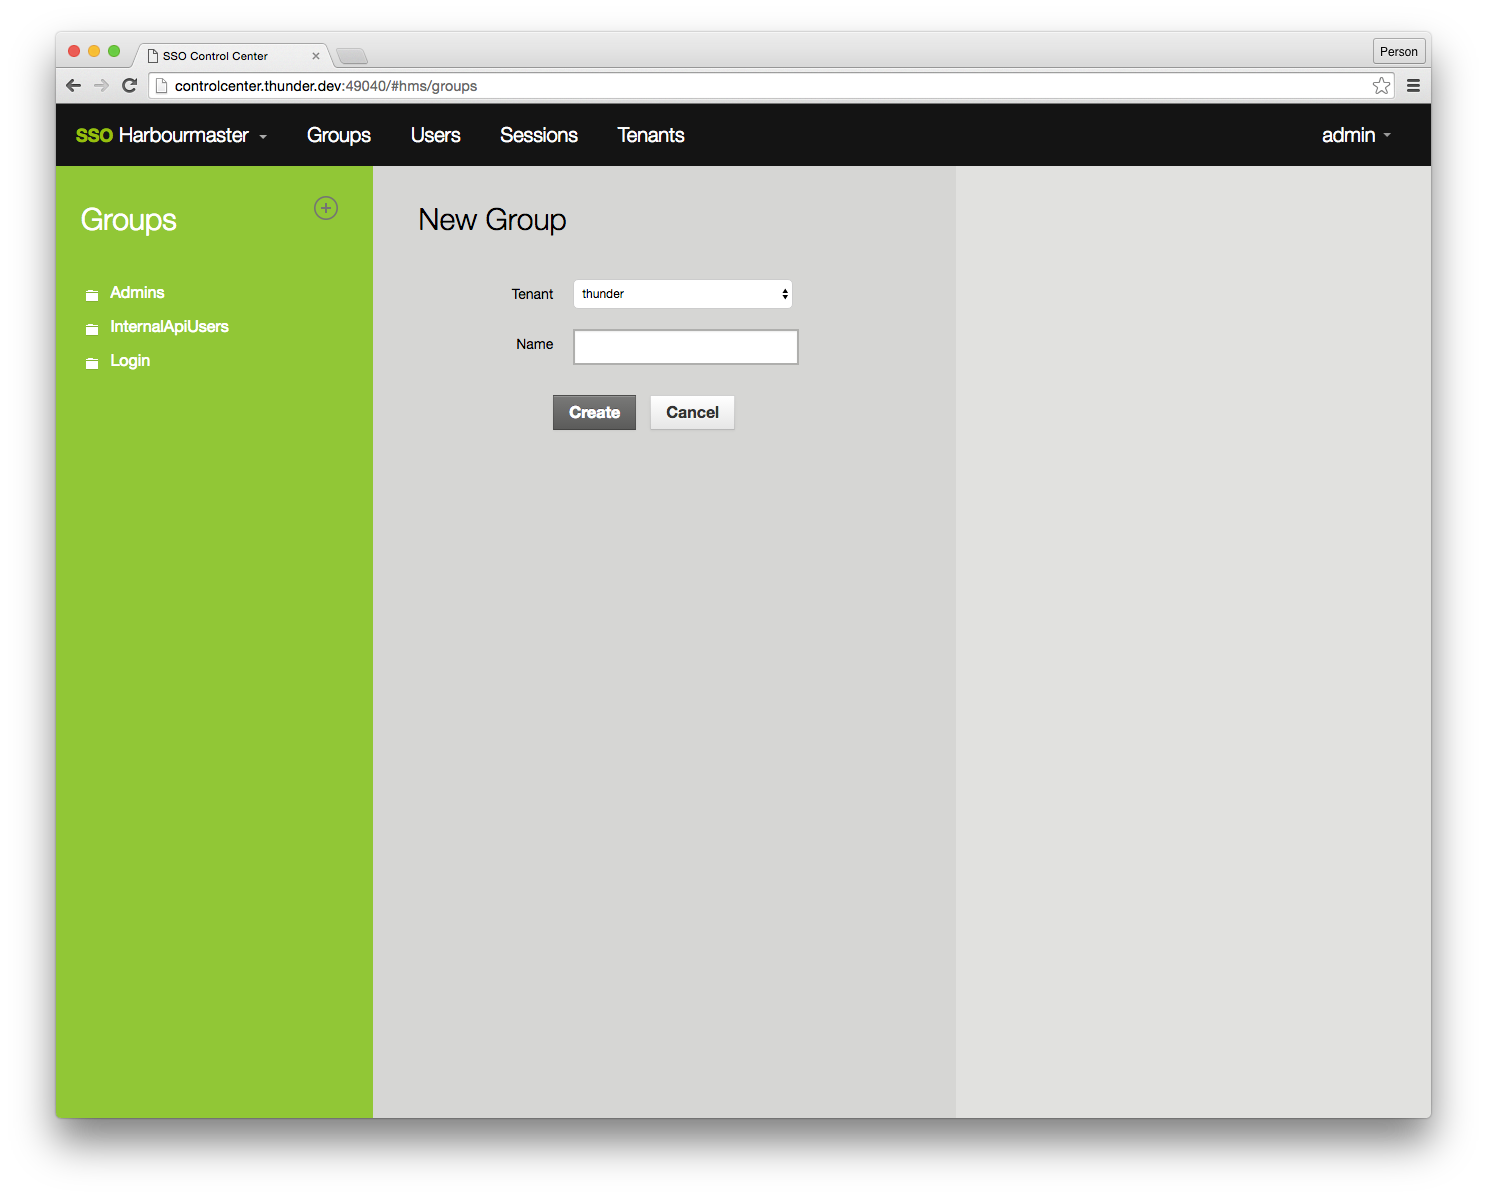 SSO Control Center
Person
controlcenter.thunder.dev:49040/#hms/groups
sso Harbourmaster Groups Users Sessions Tenants admin
Groups
Admins
InternalApiUsers
Login
New Group
Tenant thunder
Name
Create Cancel